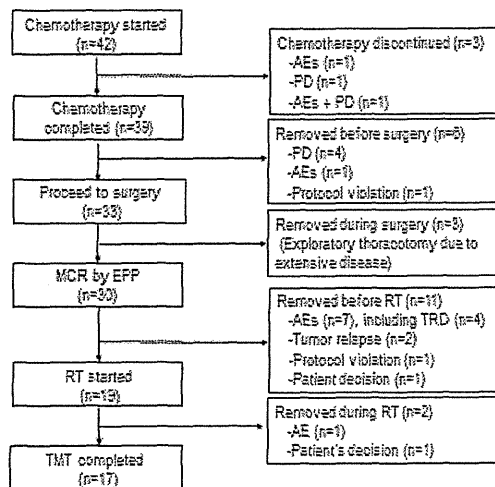 Chemotherapy started
(n=42)
Chemotherapy discontinued (n=3)
-AEs (n=1)
-PD (n=1)
-AEs + PD (n=1)
Chemotherapy
completed (n=39)
Removed before surgery (n=6)
-PD (n=4)
-AEs (n=1)
-Protocol violation (n=1)
Proceed to surgery
(n=33)
Removed during surgery (n=3)
(Exploratory thoracotomy due to
extensive disease)
MCR by EPP
(n=30)
Removed before RT (n=11)
-AEs (n=7), including TRD (n=4)
-Tumor relapse (n=2)
-Protocol violation (n=1)
-Patient decision (n=1)
RT started
(n=19)
Removed during RT (n=2)
-AE (n=1)
-Patient's decision (n=1)
TMT completed
(n=17)